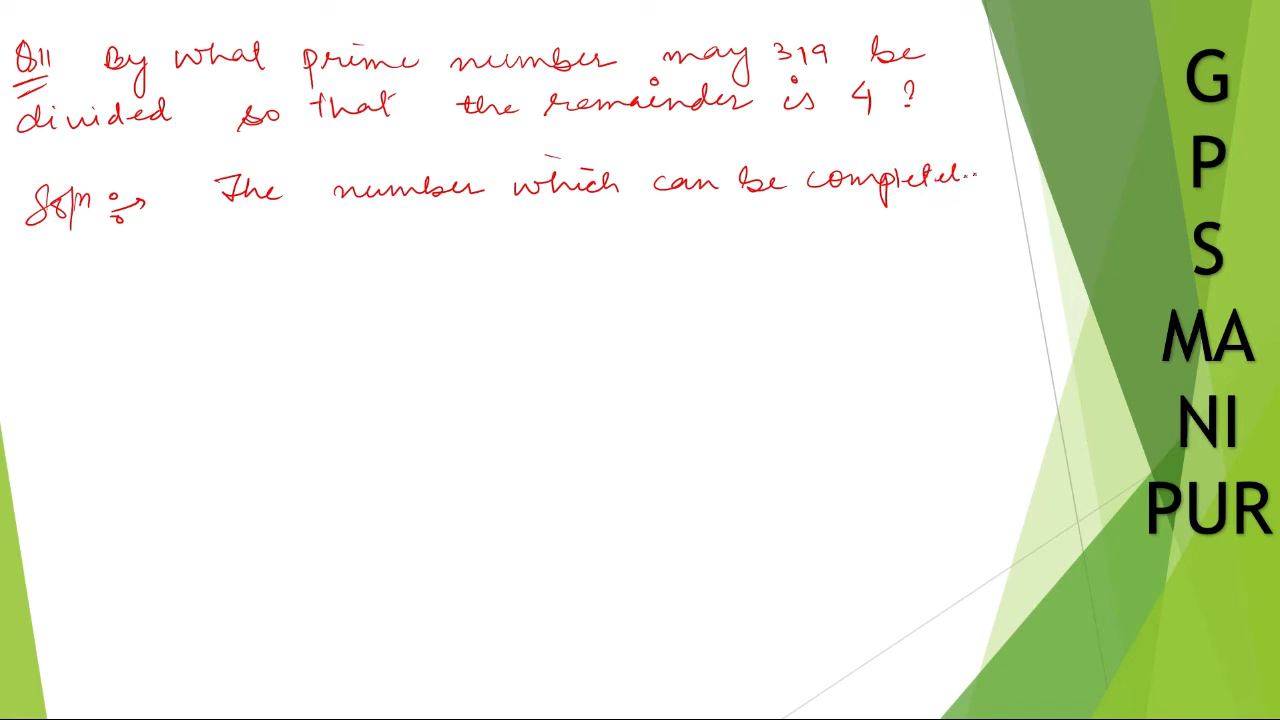 Q11 By what prime number may 319 be
divided so that the remainder is 4 ?
Soln :→ The number which can be completel..
G
P
S
MA
NI
PUR